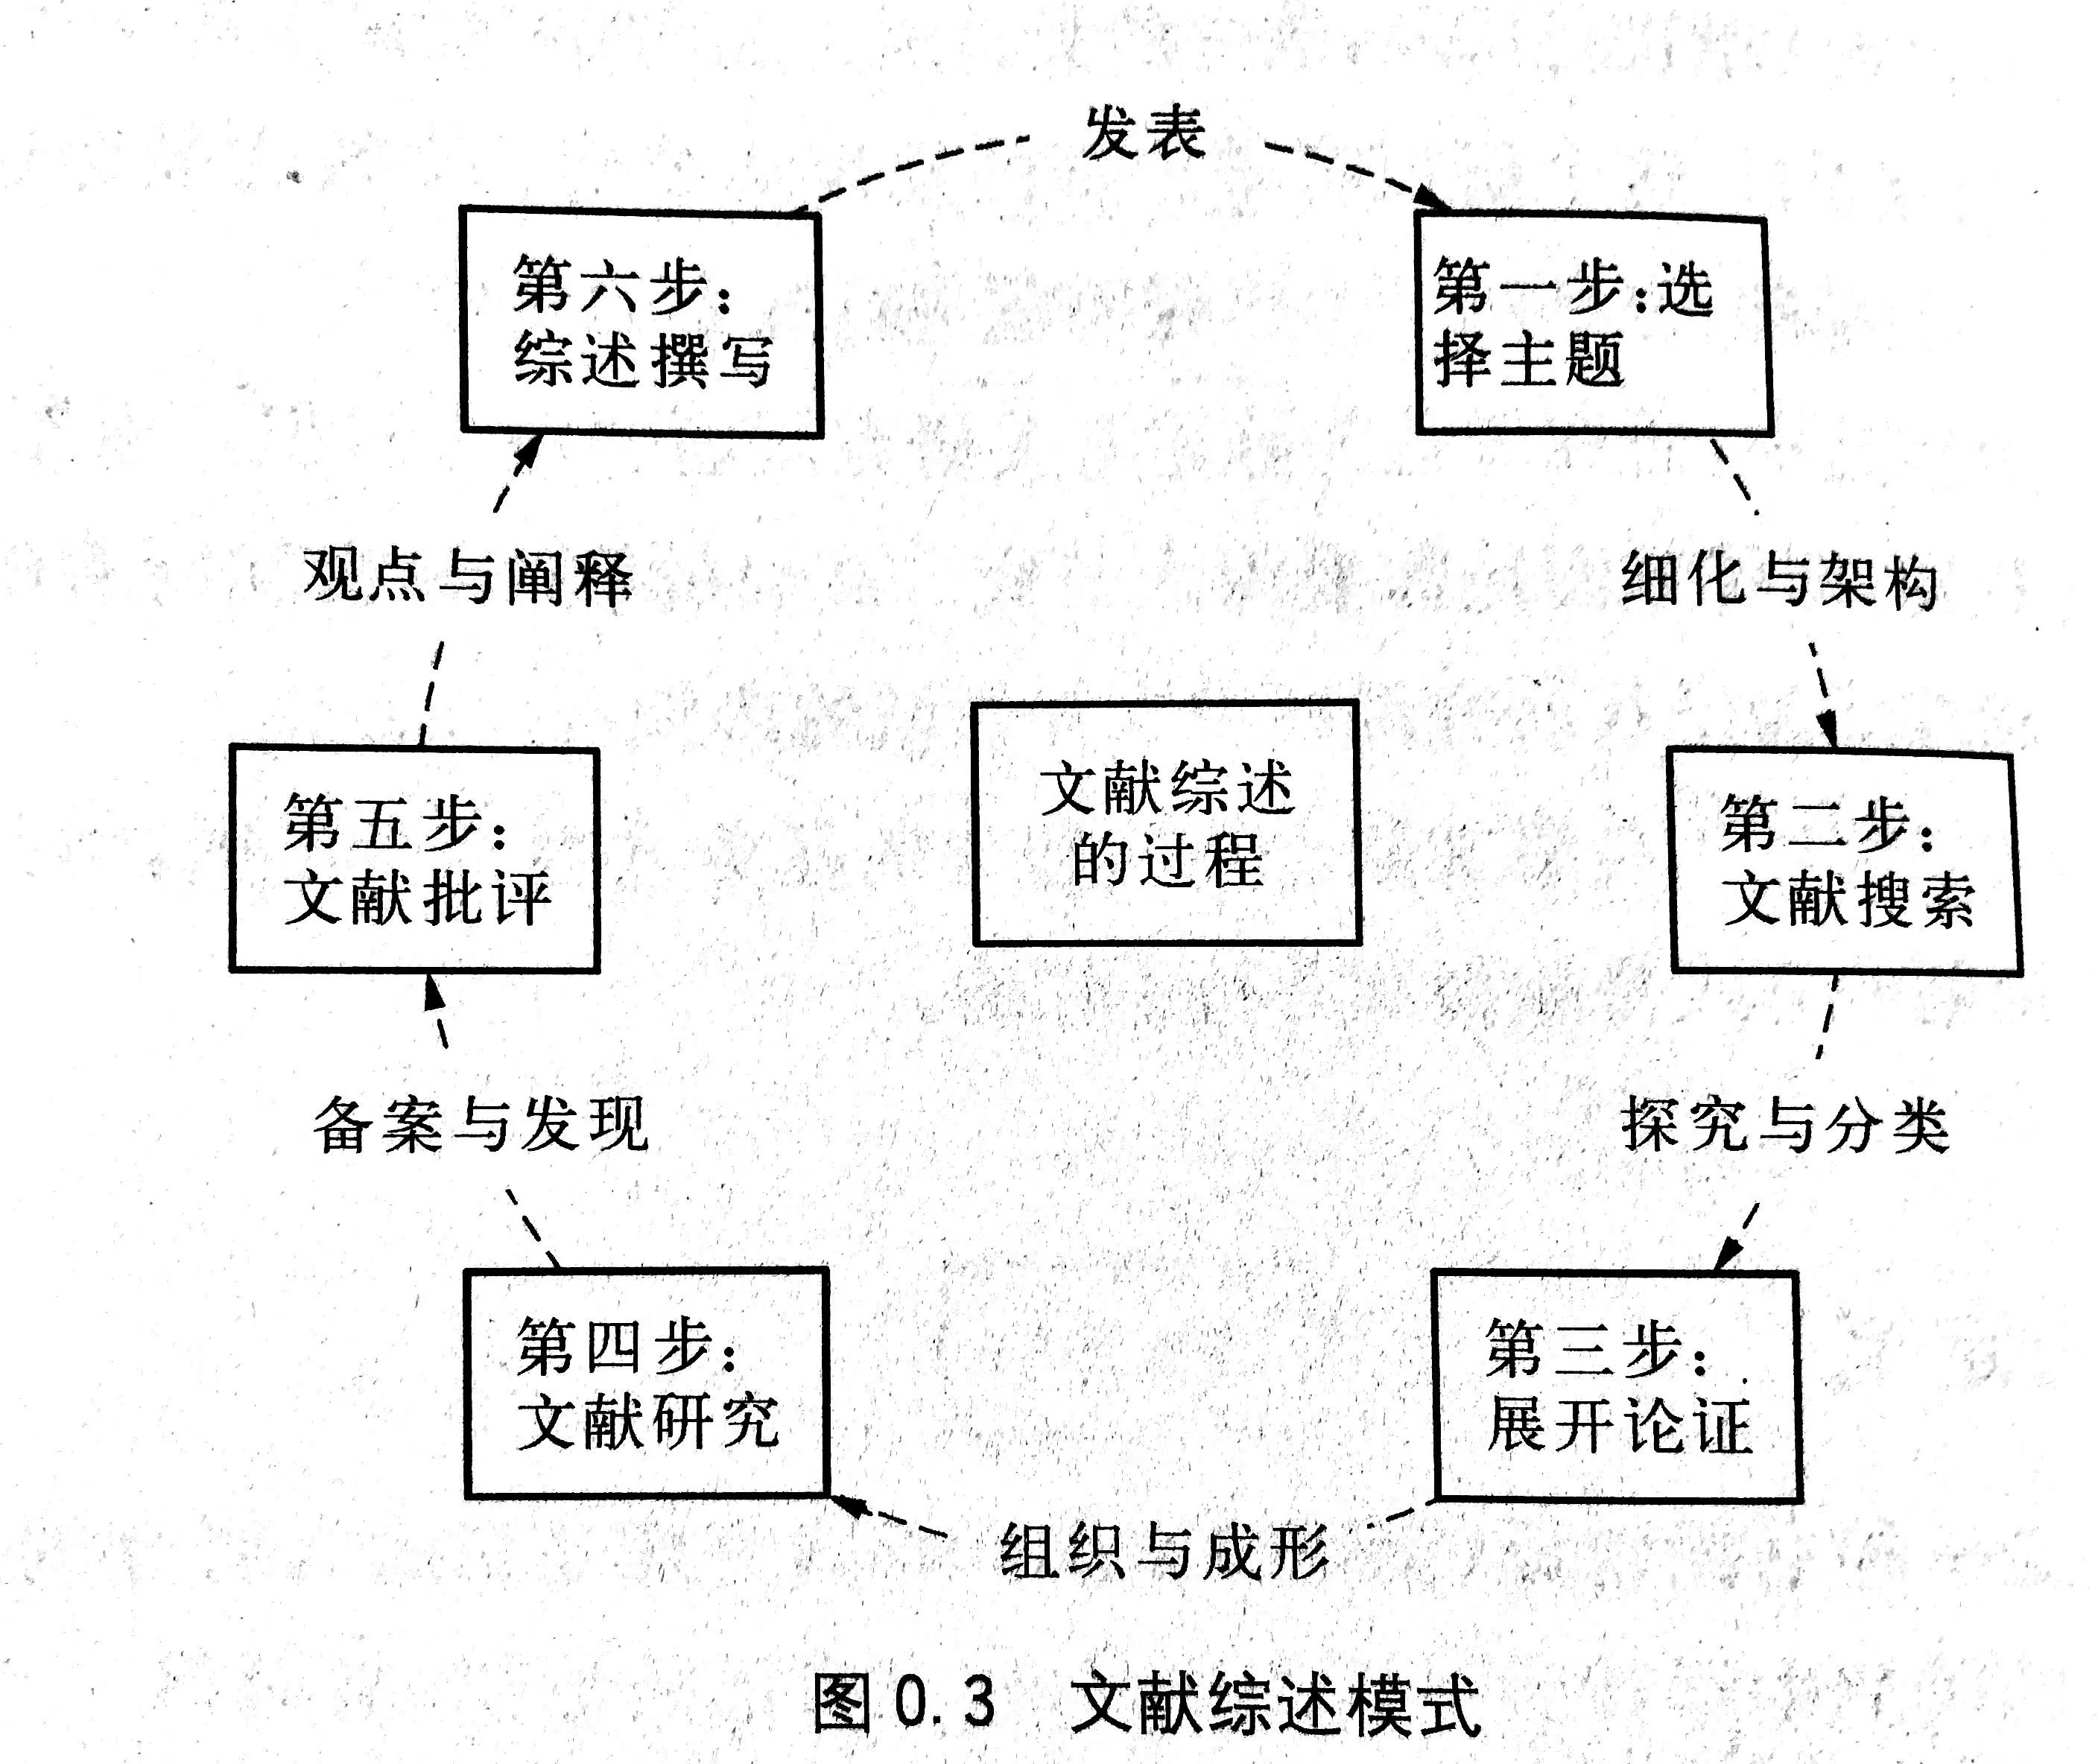 发表
第六步：
综述撰写
第一步：选
择主题
观点与阐释
细化与架构
文献综述
的过程
第五步：
文献批评
第二步：
文献搜索
备案与发现
探究与分类
第四步：
文献研究
第三步：
展开论证
组织与成形
图0.3 文献综述模式